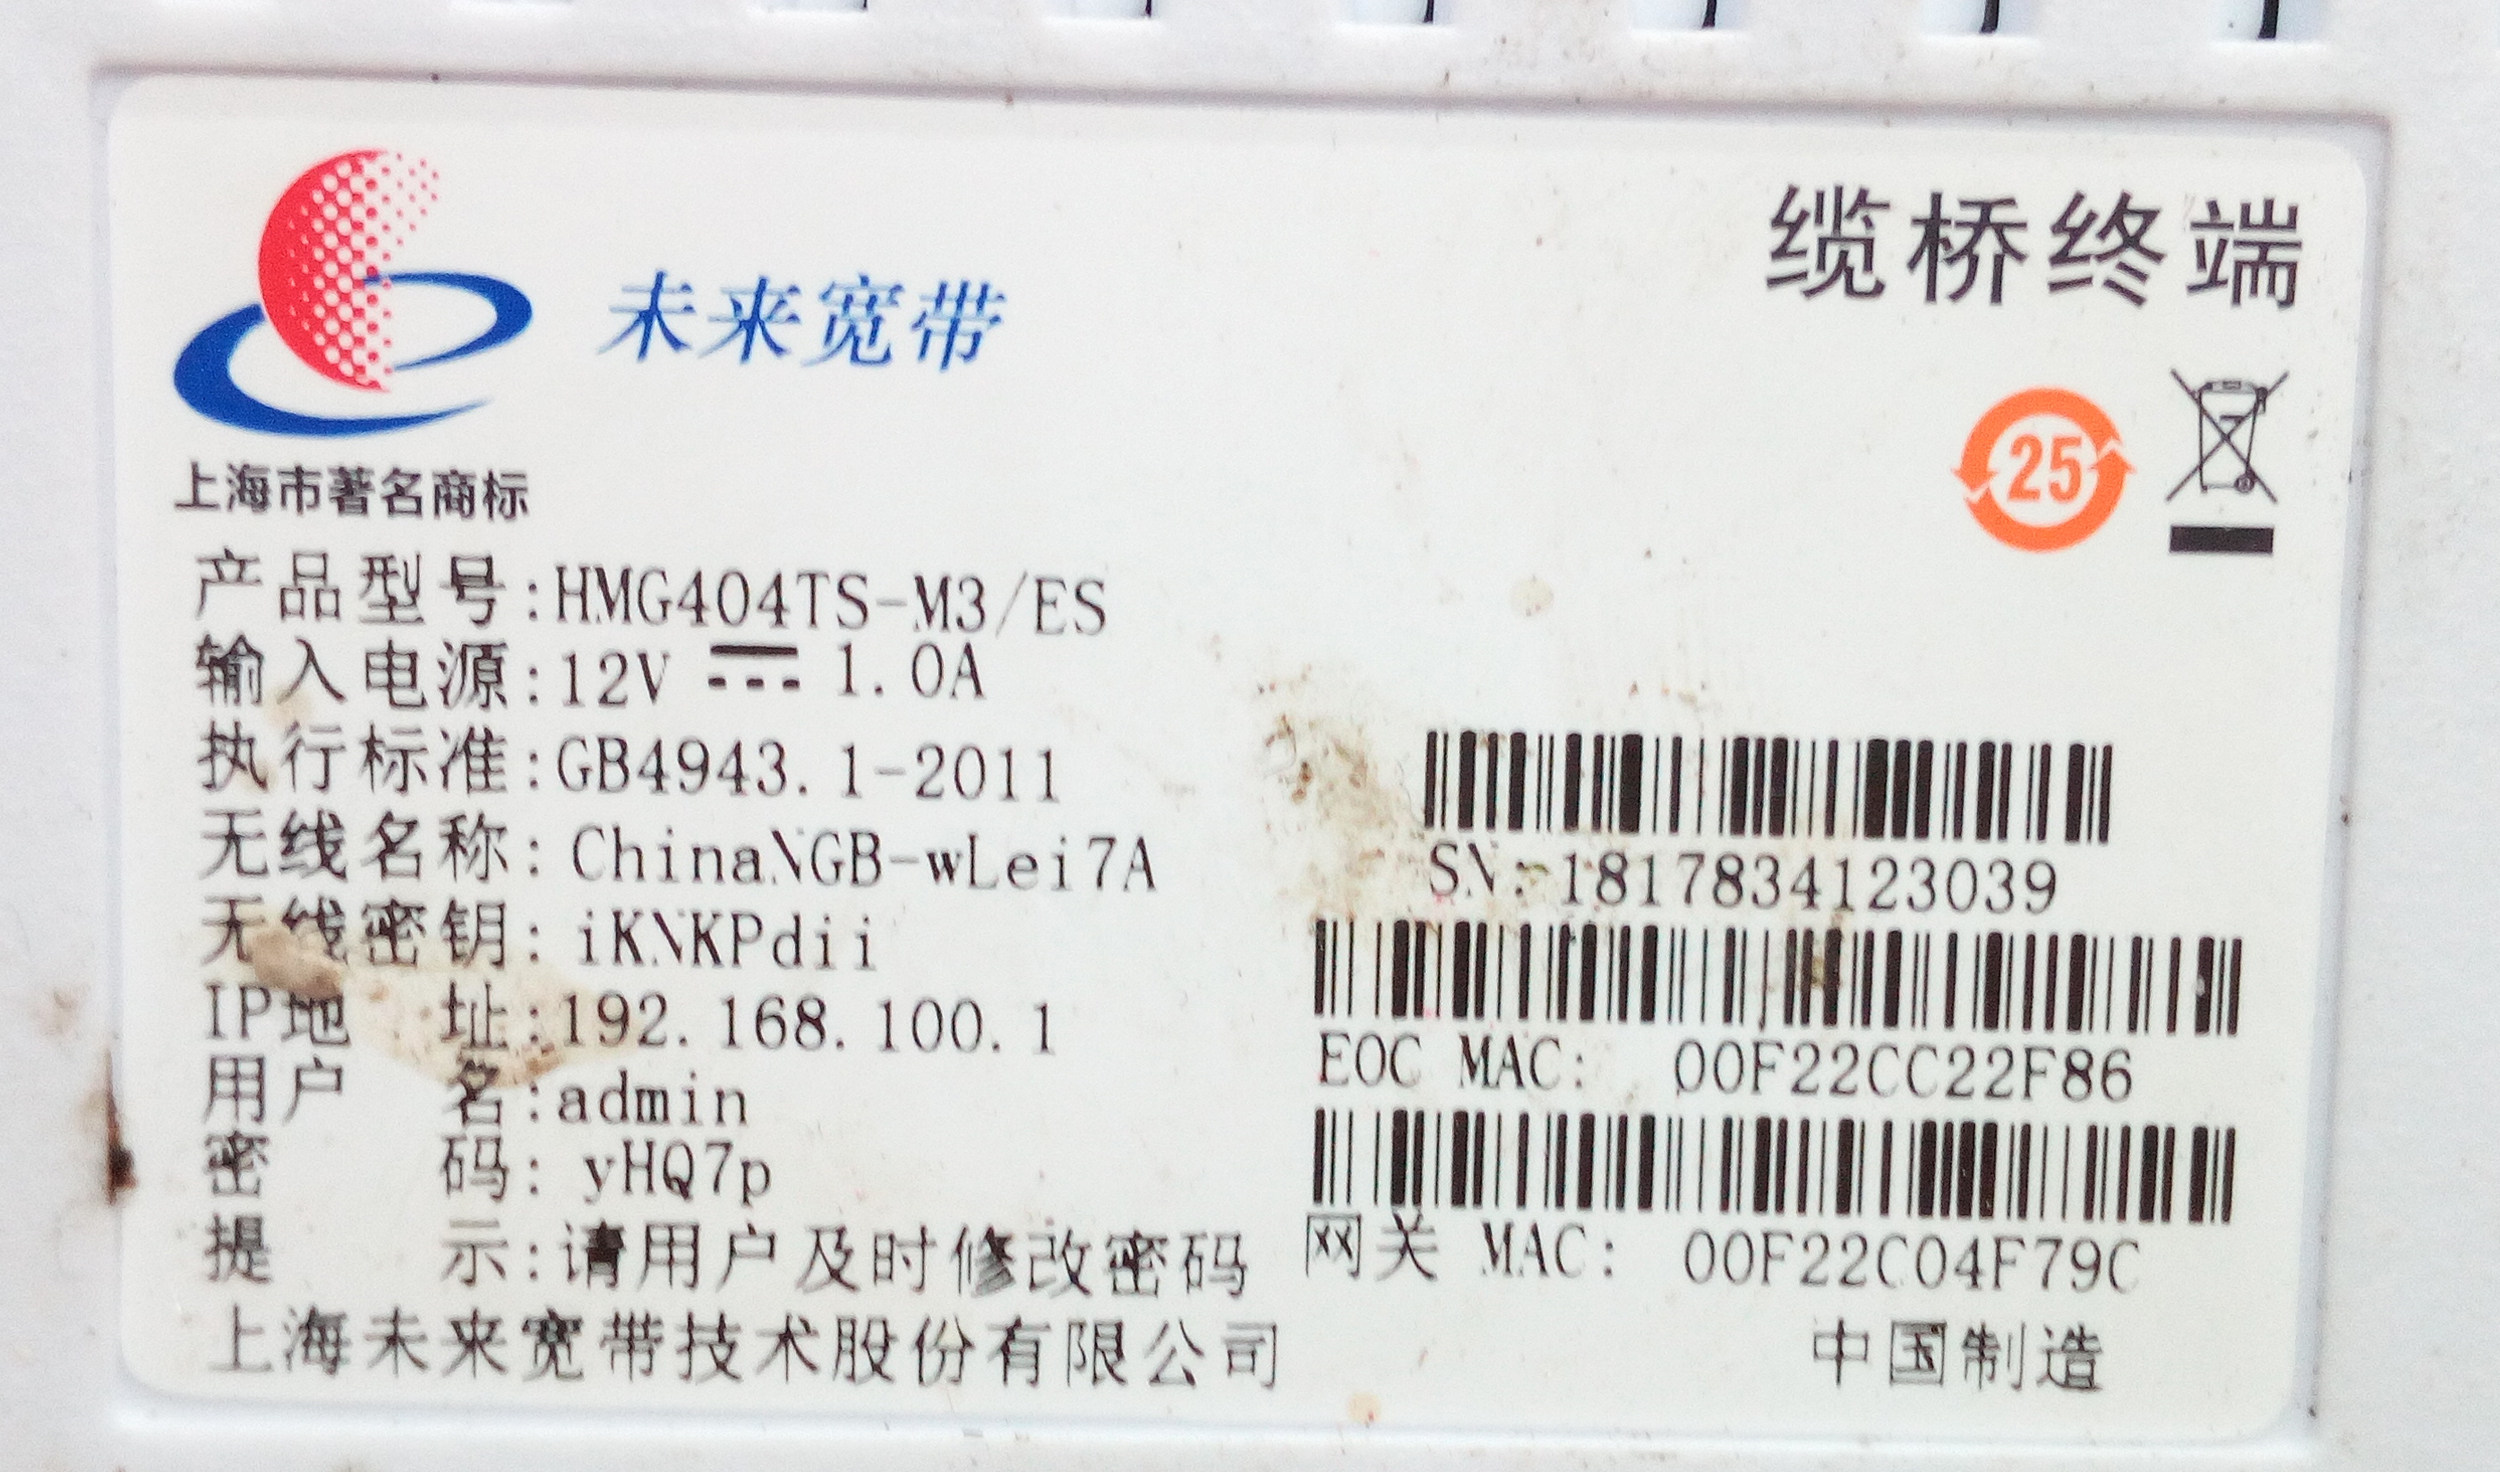 缆桥终端
未来宽带
上海市著名商标
25
产品型号:HMG404TS-M3/ES
输入电源:12V 1.0A
执行标准:GB4943.1-2011
无线名称: ChinaNGB-wLei7A
无线密钥: iKNKPdii
IP地 址:192.168.100.1
用户 名:admin
密 码: yHQ7p
提 示:请用户及时修改密码
上海未来宽带技术股份有限公司
SN: 1817834123039
EOC MAC: 00F22CC22F86
网关 MAC: 00F22C04F79C
中国制造